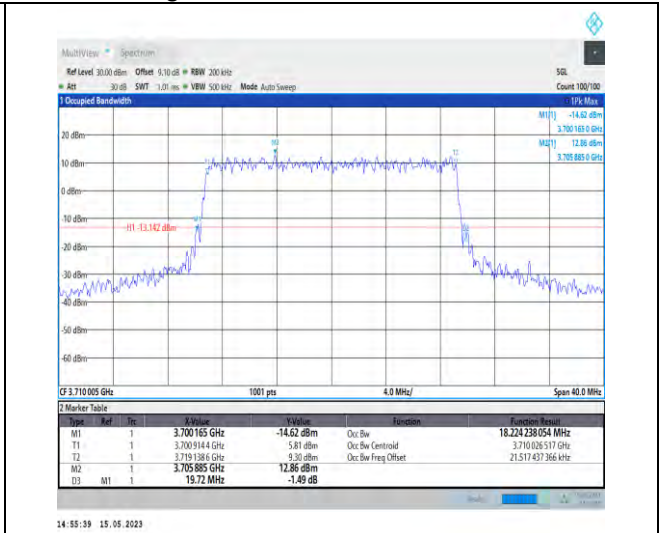 MultiView Spectrum
Ref Level 30.00 dBm Offset 9.10 dB RBW 200 kHz SGL
Att 30 dB SWT 1.01 ms VBW 500 kHz Mode Auto Sweep Count 100/100
1 Occupied Bandwidth 1Pk Max
M1[1] -14.62 dBm
3.700 165 0 GHz
M2[1] 12.86 dBm
3.705 885 0 GHz
20 dBm
M2
T2
10 dBm
0 dBm
-10 dBm
H1 -13.142 dBm
-20 dBm
-30 dBm
-40 dBm
-50 dBm
-60 dBm
CF 3.710 005 GHz 1001 pts 4.0 MHz/ Span 40.0 MHz
2 Marker Table
Type Ref Trc X-Value Y-Value Function Function Result
M1 1 3.700165 GHz -14.62 dBm Occ Bw 18.224 238 054 MHz
T1 1 3.700 914 4 GHz 5.81 dBm Occ Bw Centroid 3.710 026 517 GHz
T2 1 3.719 138 6 GHz 9.30 dBm Occ Bw Freq Offset 21.517 437 366 kHz
M2 1 3.705 885 GHz 12.86 dBm
D3 M1 1 19.72 MHz -1.49 dB
14:55:39 15.05.2023